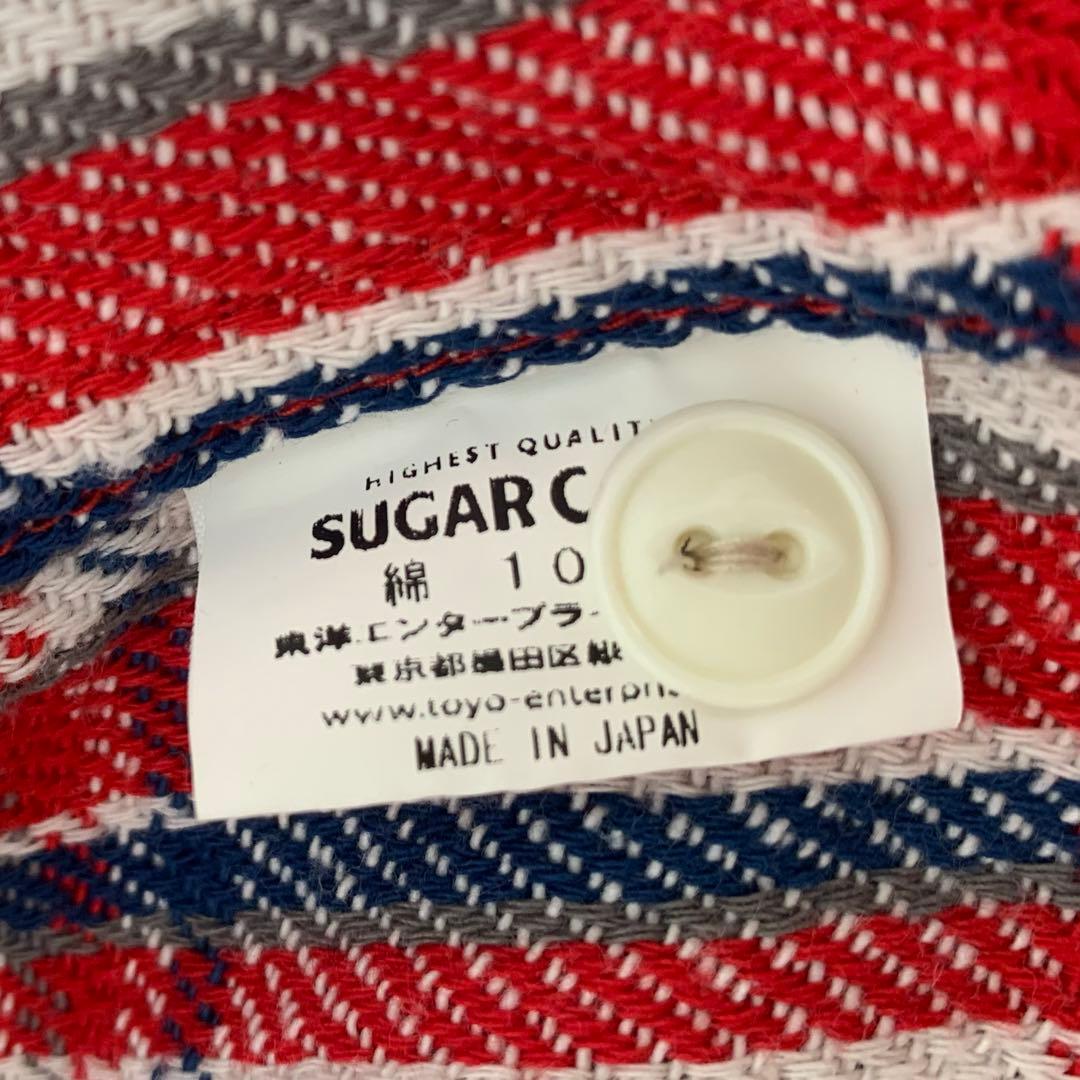 HIGHEST QUALIT
SUGAR C
綿 10
東洋エンタープラ
東京都墨田区
www.toyo-enterpri
MADE IN JAPAN